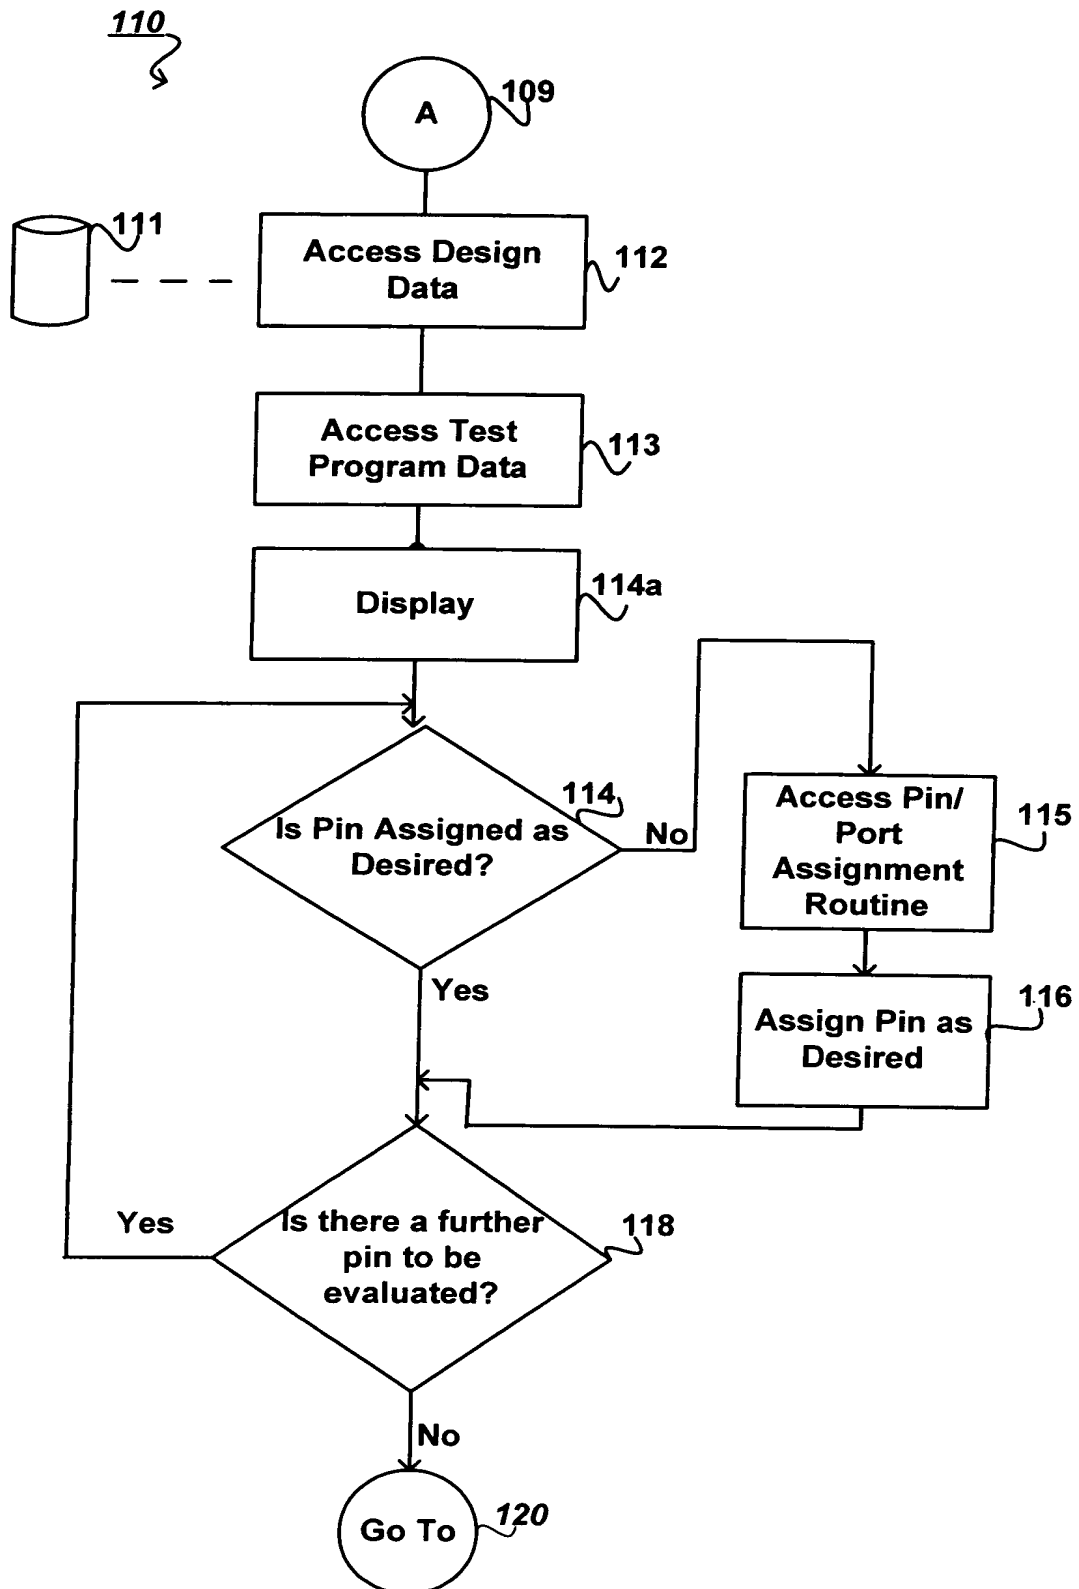 110
A
109
111
Access Design
Data
112
Access Test
Program Data
113
Display
114a
114
Is Pin Assigned as
Desired?
No
Access Pin/
Port
Assignment
Routine
115
Yes
Assign Pin as
Desired
116
Yes
Is there a further
pin to be
evaluated?
118
No
Go To
120